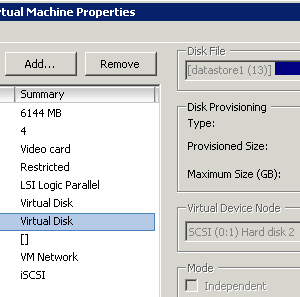 rtual Machine Properties
Add...
Remove
Summary
6144 MB
4
Video card
Restricted
LSI Logic Parallel
Virtual Disk
Virtual Disk
[]
VM Network
iSCSI
Disk File
[datastore1 (13)]
Disk Provisioning
Type:
Provisioned Size:
Maximum Size (GB):
Virtual Device Node
SCSI (0:1) Hard disk 2
Mode
Independent